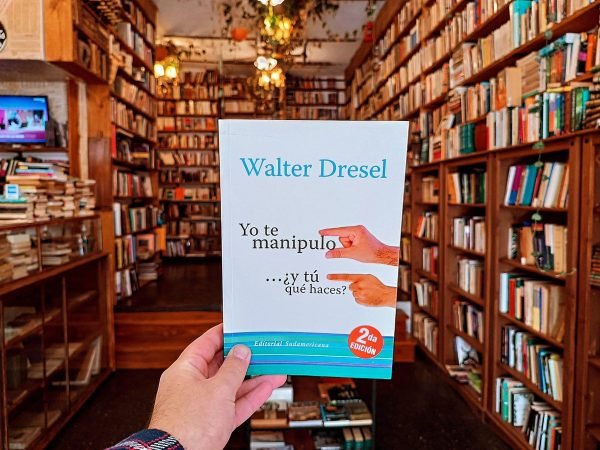 Walter Dresel
Yo te
manipulo
...¿y tú
qué haces?
2da
EDICIÓN
Editorial Sudamericana